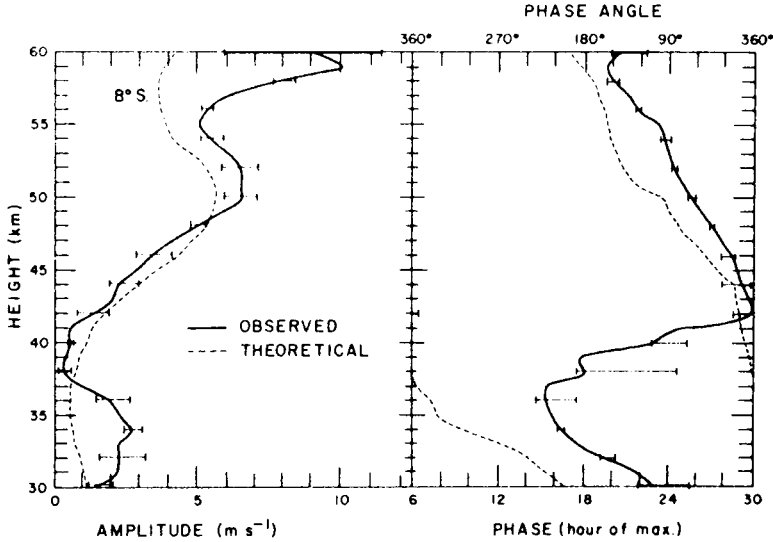 PHASE ANGLE
360° 270° 180° 90° 360°
60
55
50
45
40
35
30
HEIGHT (km)
8° S.
OBSERVED
THEORETICAL
0 5 10 6 12 18 24 30
AMPLITUDE (m s⁻¹) PHASE (hour of max.)